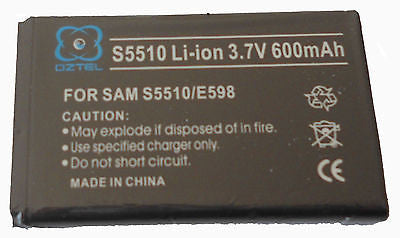 OZTEL
S5510 Li-ion 3.7V 600mAh
FOR SAM S5510/E598
CAUTION:
•May explode if disposed of in fire.
•Use specified charger only.
•Do not short circuit.
MADE IN CHINA
CE